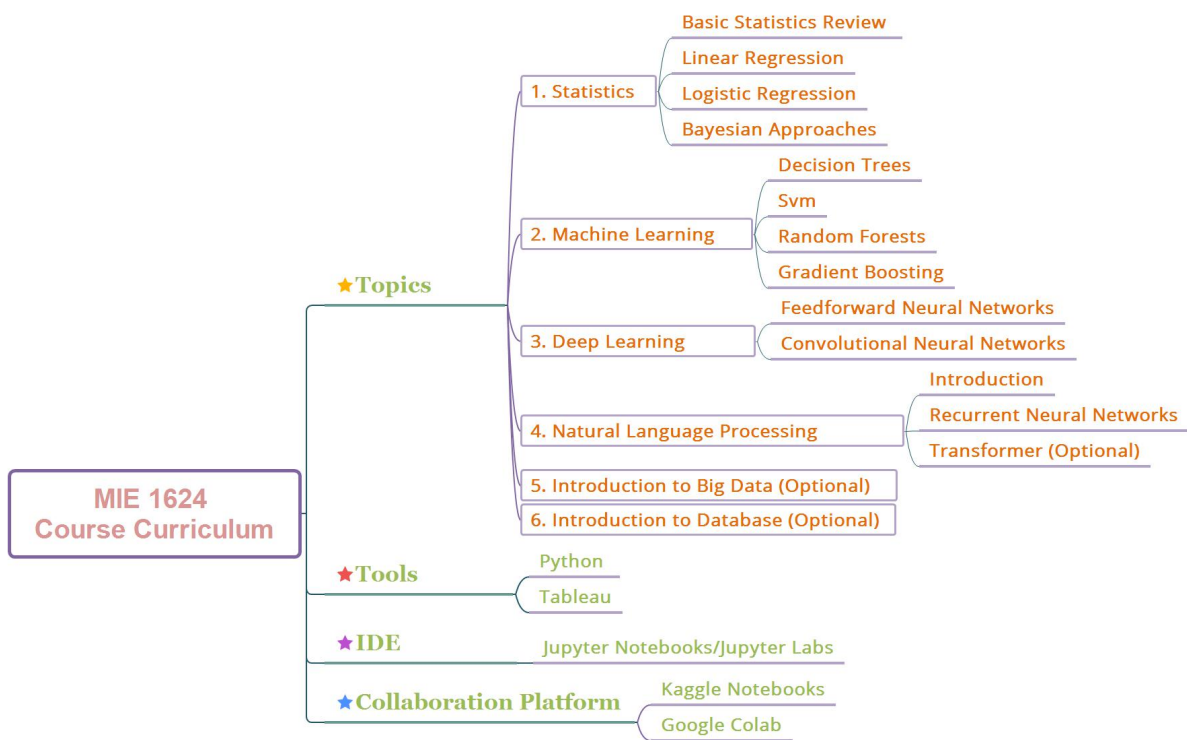 MIE 1624
Course Curriculum
Topics
1. Statistics
Basic Statistics Review
Linear Regression
Logistic Regression
Bayesian Approaches
2. Machine Learning
Decision Trees
Svm
Random Forests
Gradient Boosting
3. Deep Learning
Feedforward Neural Networks
Convolutional Neural Networks
4. Natural Language Processing
Introduction
Recurrent Neural Networks
Transformer (Optional)
5. Introduction to Big Data (Optional)
6. Introduction to Database (Optional)
Tools
Python
Tableau
IDE
Jupyter Notebooks/Jupyter Labs
Collaboration Platform
Kaggle Notebooks
Google Colab